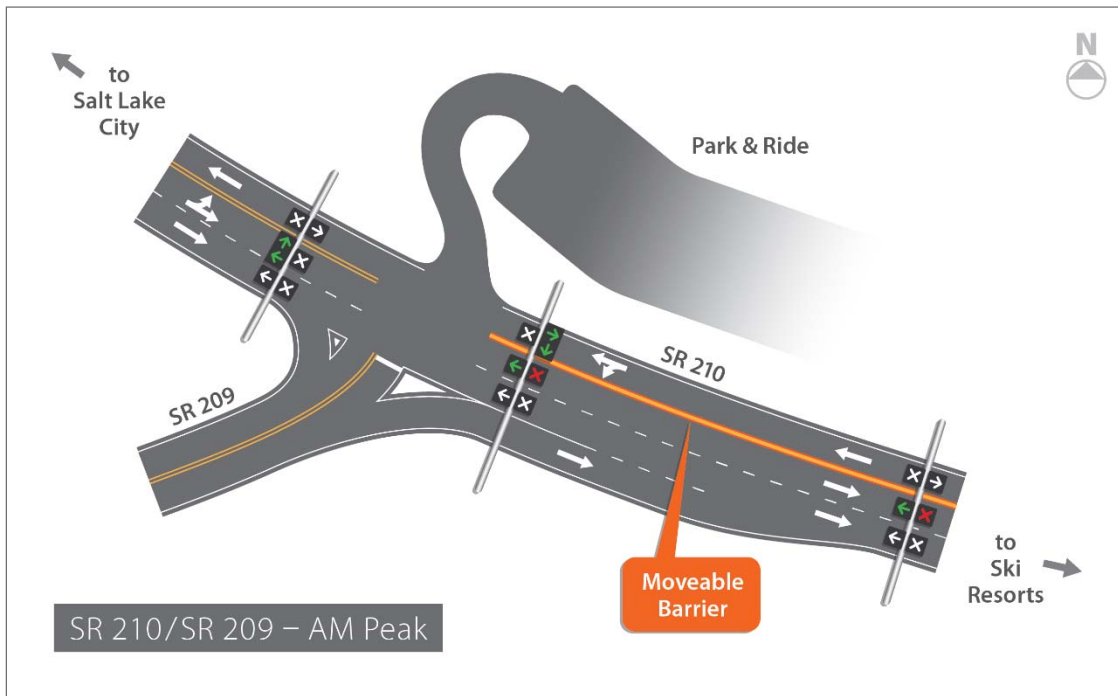 to
Salt Lake
City
N
Park & Ride
SR 210
SR 209
Moveable
Barrier
to
Ski
Resorts
SR 210/SR 209 – AM Peak